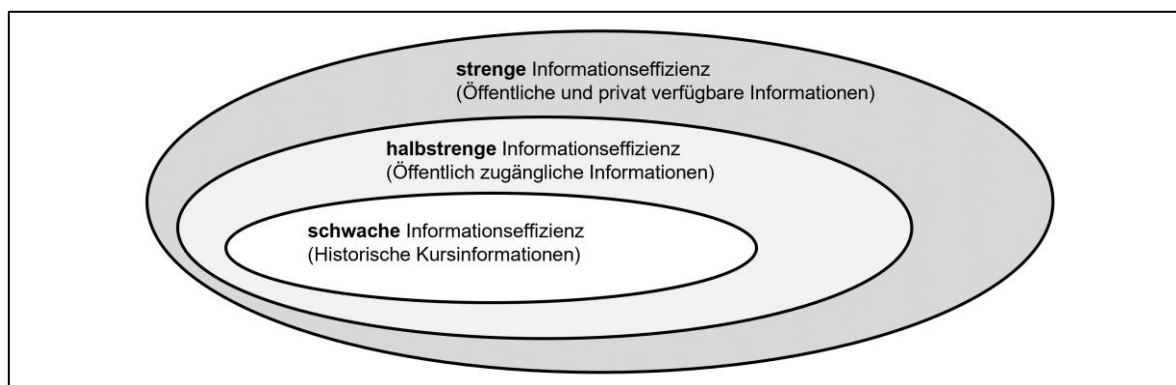 strenge Informationseffizienz
(Öffentliche und privat verfügbare Informationen)
halbstrenge Informationseffizienz
(Öffentlich zugängliche Informationen)
schwache Informationseffizienz
(Historische Kursinformationen)